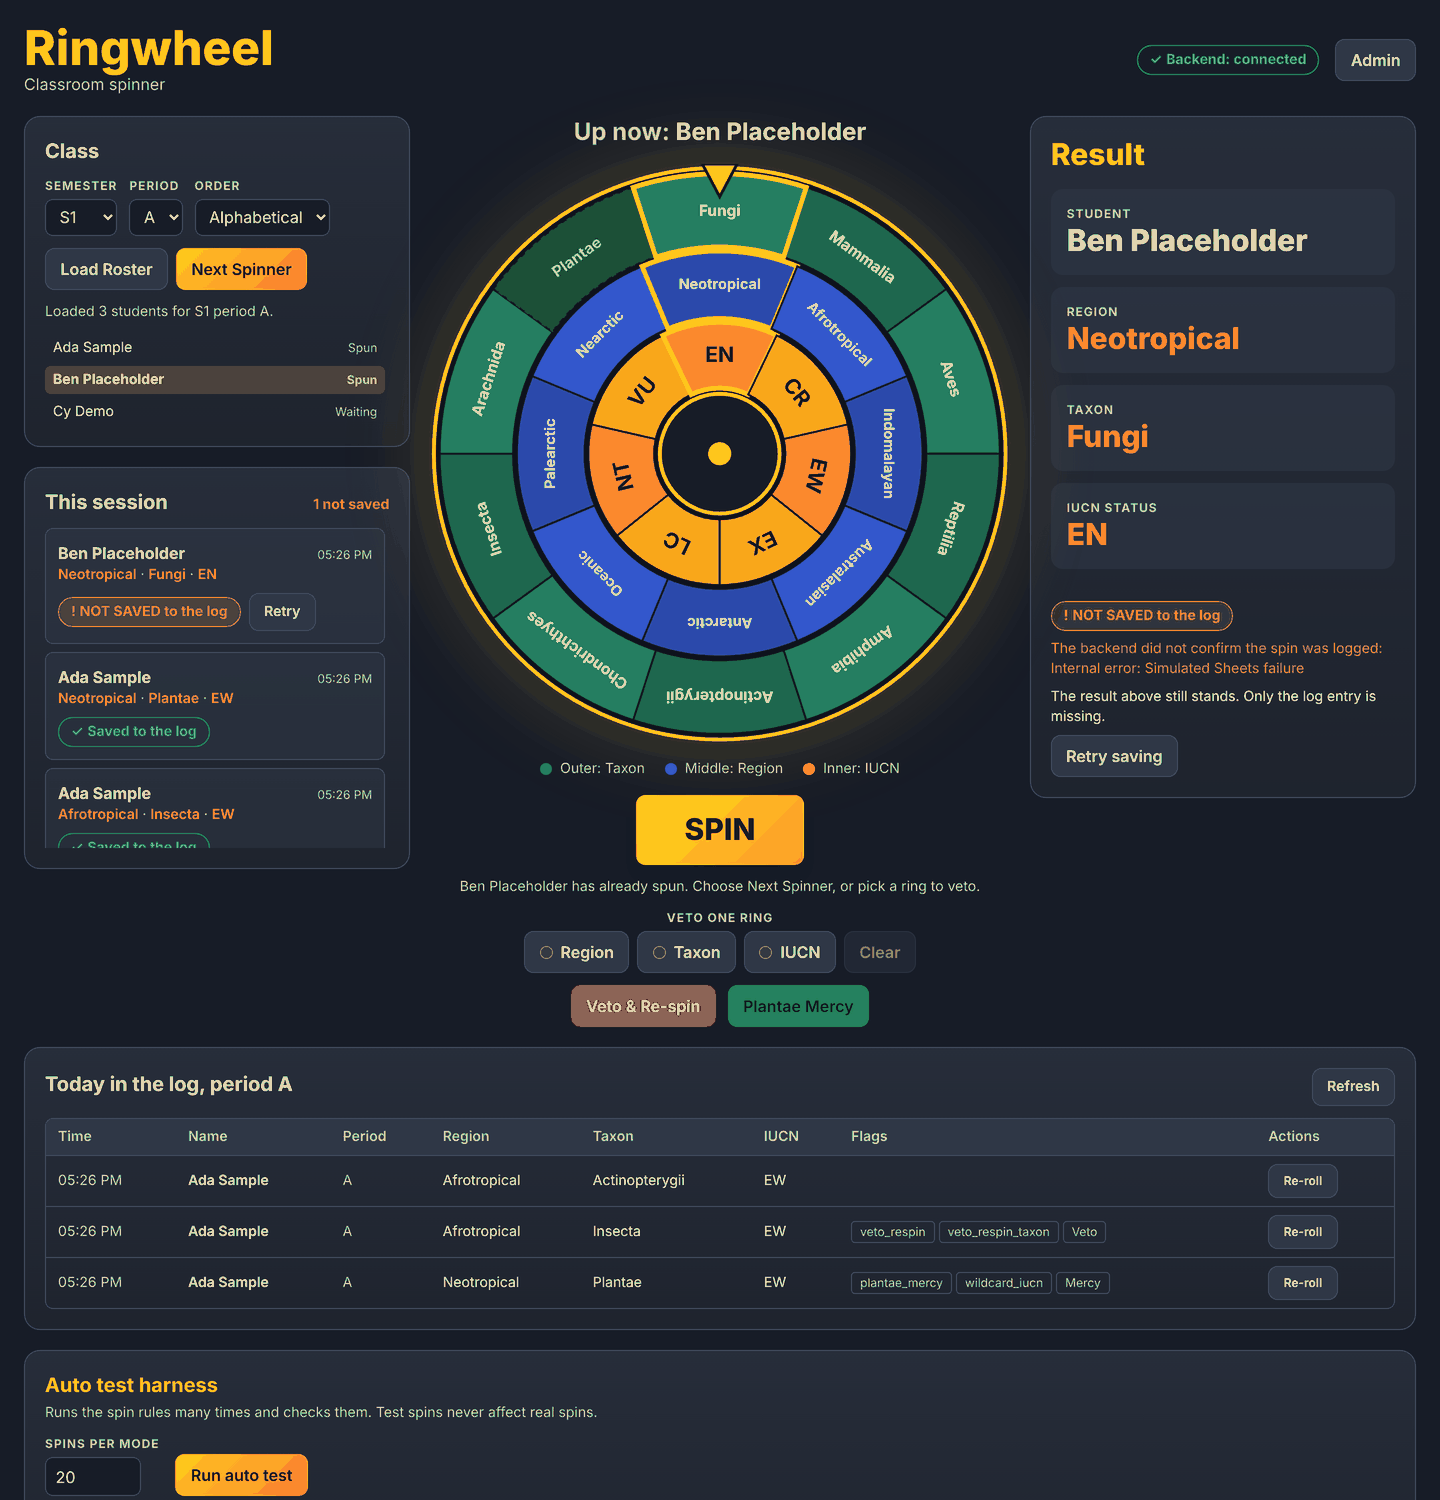 Ringwheel
Classroom spinner
✓ Backend: connected
Admin
Class
SEMESTER PERIOD ORDER
S1 A Alphabetical
Load Roster Next Spinner
Loaded 3 students for S1 period A.
Ada Sample Spun
Ben Placeholder Spun
Cy Demo Waiting
This session 1 not saved
Ben Placeholder 05:26 PM
Neotropical · Fungi · EN
! NOT SAVED to the log Retry
Ada Sample 05:26 PM
Neotropical · Plantae · EW
✓ Saved to the log
Ada Sample 05:26 PM
Afrotropical · Insecta · EW
✓ Saved to the log
Up now: Ben Placeholder
Fungi
Mammalia
Aves
Reptilia
Amphibia
Actinopterygii
Chondrichthyes
Insecta
Arachnida
Plantae
Neotropical
Afrotropical
Indomalayan
Australasian
Antarctic
Oceanic
Palearctic
Nearctic
EN
CR
EW
EX
LC
NT
VU
Outer: Taxon Middle: Region Inner: IUCN
SPIN
Ben Placeholder has already spun. Choose Next Spinner, or pick a ring to veto.
VETO ONE RING
Region Taxon IUCN Clear
Veto & Re-spin Plantae Mercy
Result
STUDENT
Ben Placeholder
REGION
Neotropical
TAXON
Fungi
IUCN STATUS
EN
! NOT SAVED to the log
The backend did not confirm the spin was logged:
Internal error: Simulated Sheets failure
The result above still stands. Only the log entry is
missing.
Retry saving
Today in the log, period A
Refresh
Time Name Period Region Taxon IUCN Flags Actions
05:26 PM Ada Sample A Afrotropical Actinopterygii EW Re-roll
05:26 PM Ada Sample A Afrotropical Insecta EW veto_respin veto_respin_taxon Veto Re-roll
05:26 PM Ada Sample A Neotropical Plantae EW plantae_mercy wildcard_iucn Mercy Re-roll
Auto test harness
Runs the spin rules many times and checks them. Test spins never affect real spins.
SPINS PER MODE
20 Run auto test